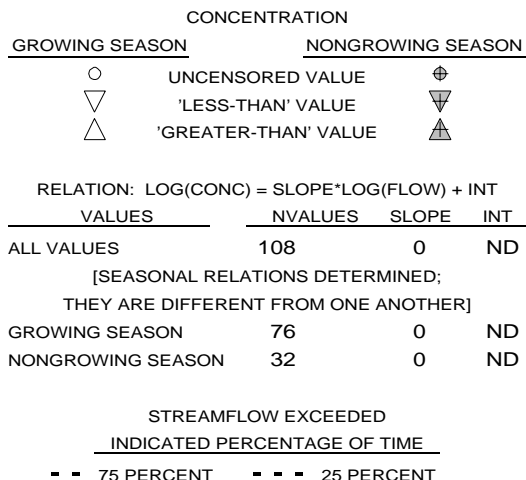 CONCENTRATION
GROWING SEASON NONGROWING SEASON
UNCENSORED VALUE
'LESS-THAN' VALUE
'GREATER-THAN' VALUE
RELATION: LOG(CONC) = SLOPE*LOG(FLOW) + INT
VALUES NVALUES SLOPE INT
ALL VALUES 108 0 ND
[SEASONAL RELATIONS DETERMINED;
THEY ARE DIFFERENT FROM ONE ANOTHER]
GROWING SEASON 76 0 ND
NONGROWING SEASON 32 0 ND
STREAMFLOW EXCEEDED
INDICATED PERCENTAGE OF TIME
75 PERCENT 25 PERCENT